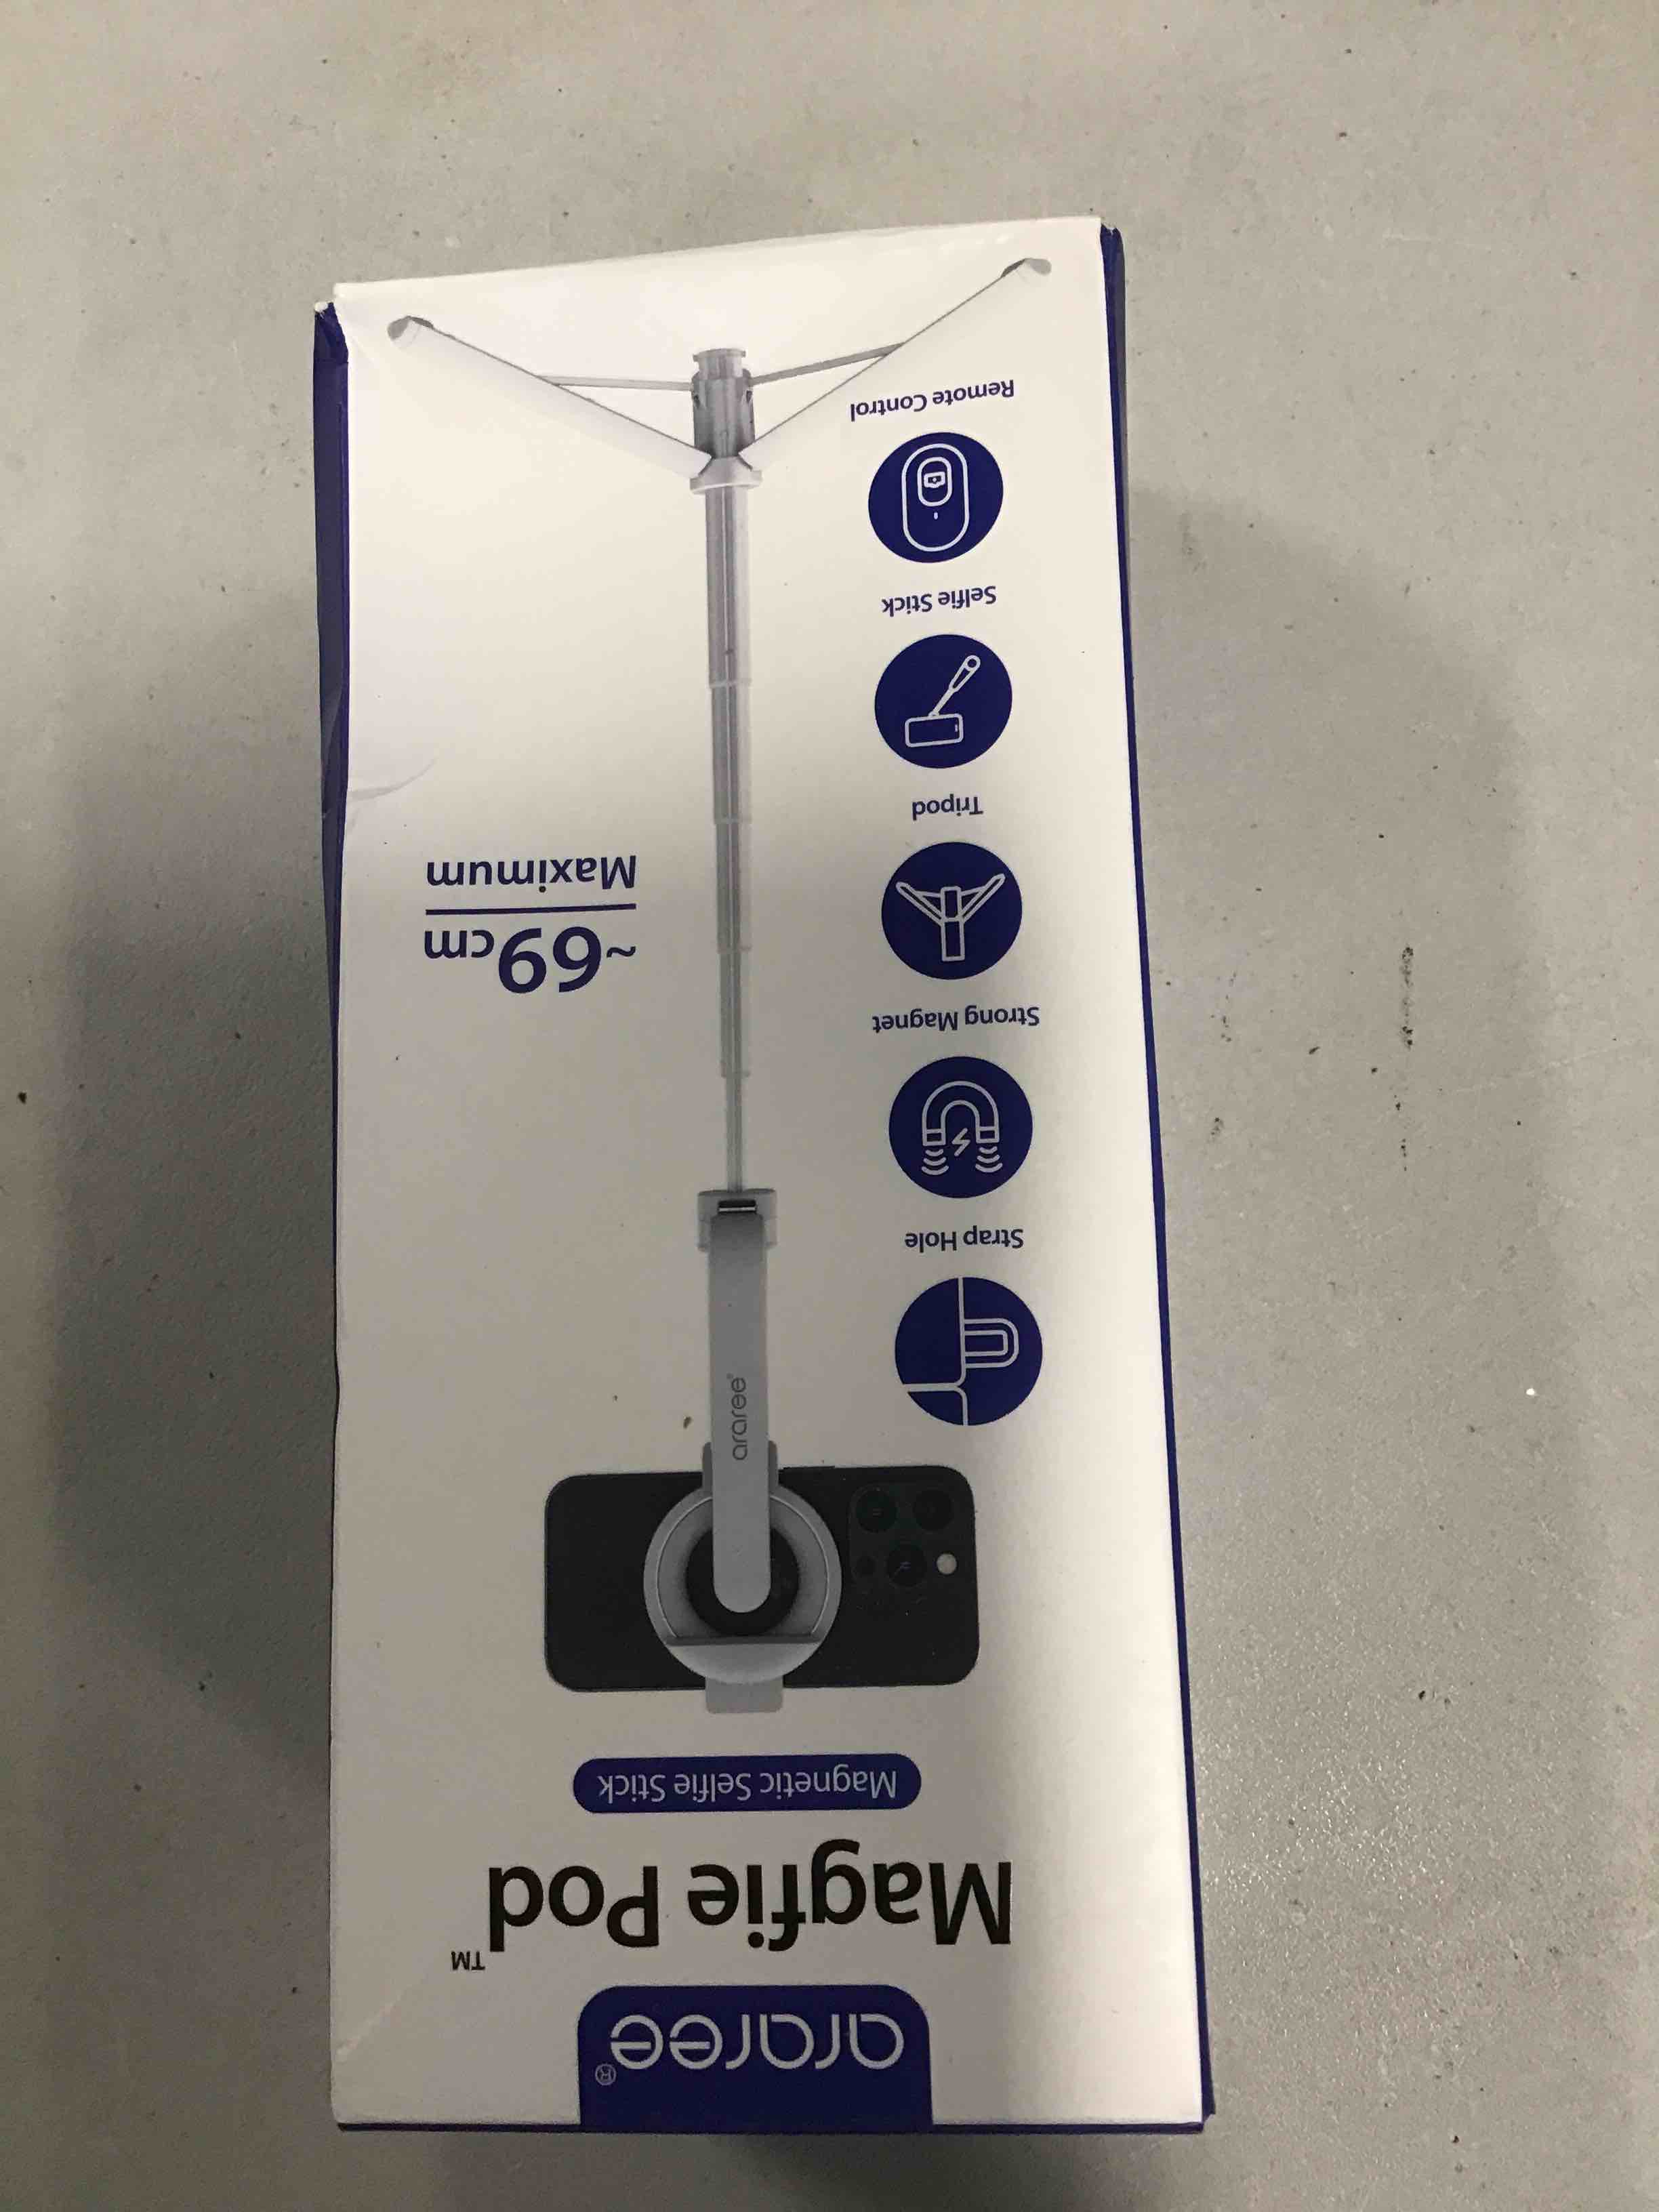 araree®
Magfie Pod™
Magnetic Selfie Stick
araree®
Strap Hole
Strong Magnet
~69cm
Maximum
Tripod
Selfie Stick
Remote Control